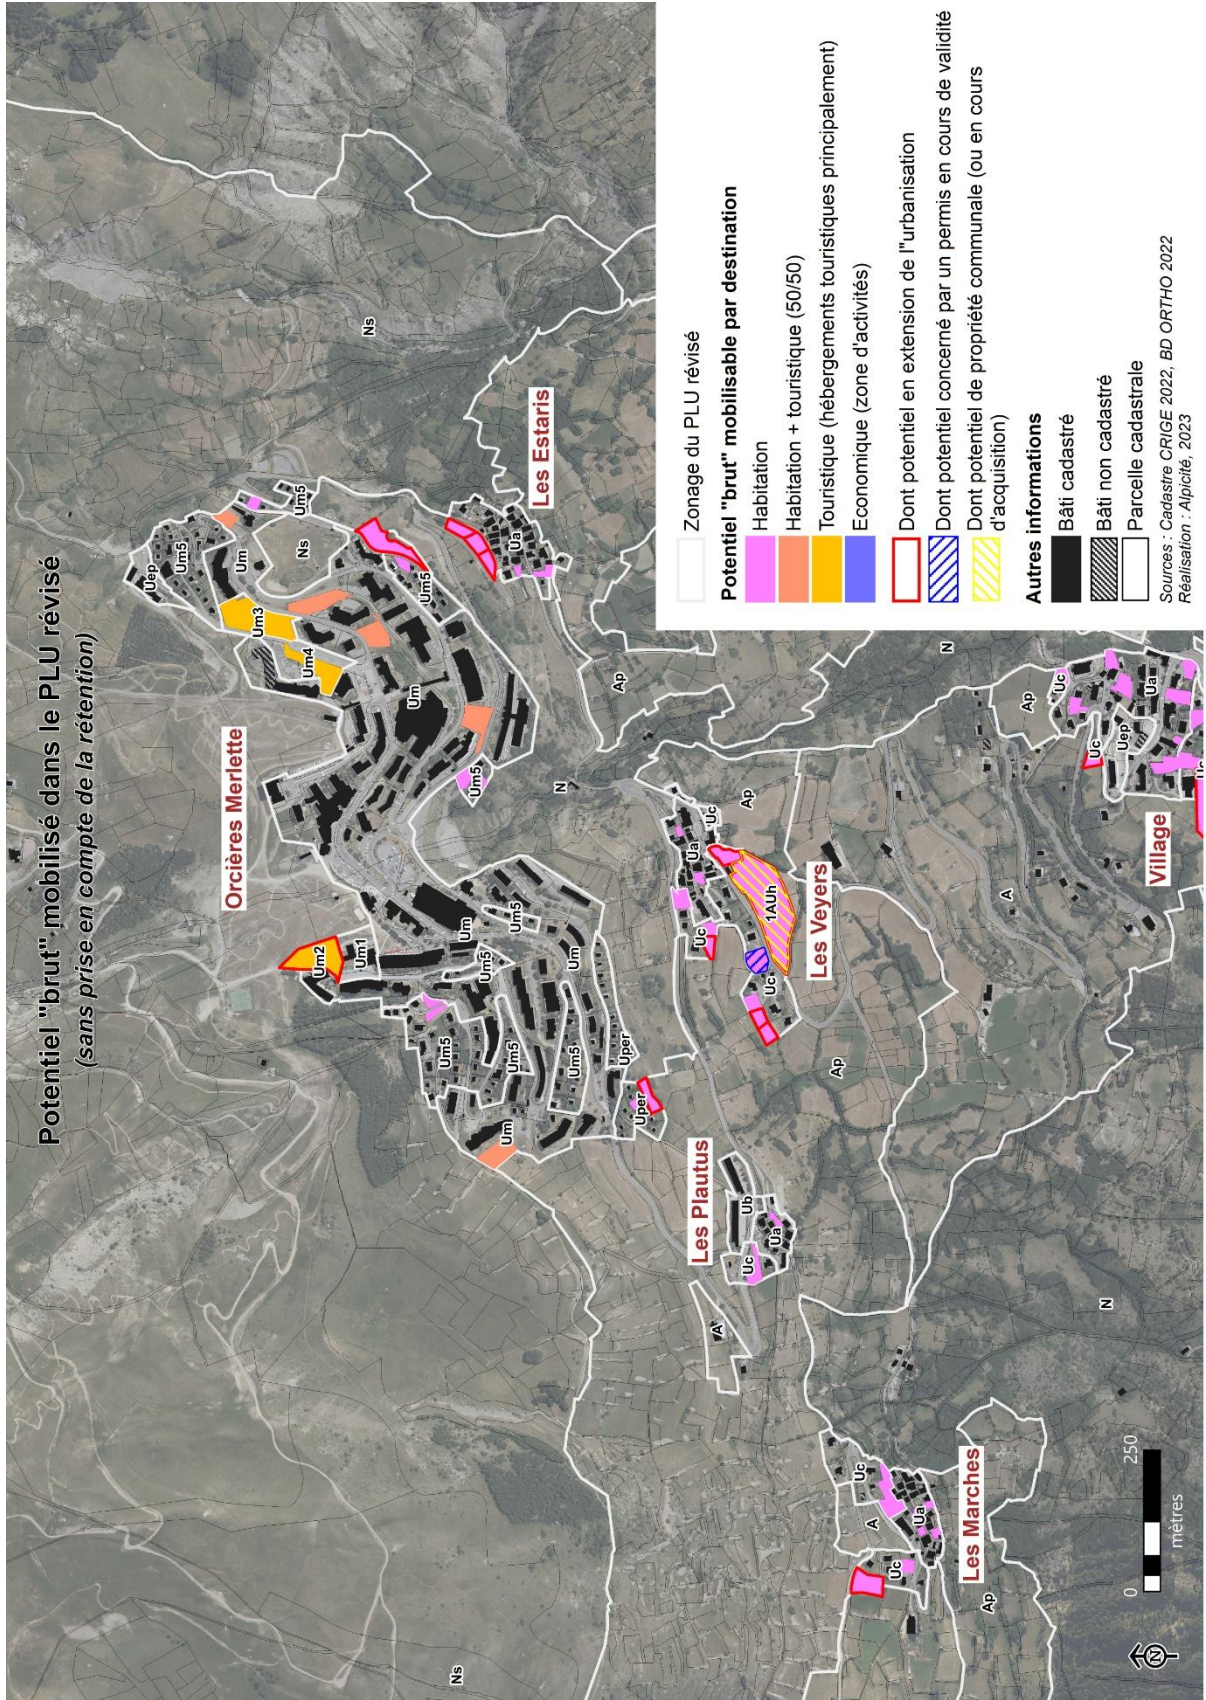 Potentiel "brut" mobilisé dans le PLU révisé
(sans prise en compte de la rétention)
Orcières Merlette
Les Estaris
Les Veyers
Les Plautus
Les Marches
Village
Ns
Ns
Ns
Uep
Um5
Um
Um5
Ns
Um3
Um4
Um5
Um
Um5
Ua
Ap
N
Um2
Um1
Um
Um5
Um5
Um
Um5
Um5
Um5
Um
Uper
Uper
Uc
Ua
Ap
Uc
1AUh
Uc
Ap
Ub
Ua
Uc
A
A
N
Ap
Uc
Ua
Uep
Uc
N
Uc
A
Ua
Uc
Ap
0
250
mètres
N
Zonage du PLU révisé
Potentiel "brut" mobilisable par destination
Habitation
Habitation + touristique (50/50)
Touristique (hébergements touristiques principalement)
Economique (zone d'activités)
Dont potentiel en extension de l"urbanisation
Dont potentiel concerné par un permis en cours de validité
Dont potentiel de propriété communale (ou en cours
d'acquisition)
Autres informations
Bâti cadastré
Bâti non cadastré
Parcelle cadastrale
Sources : Cadastre CRIGE 2022, BD ORTHO 2022
Réalisation : Alpicité, 2023